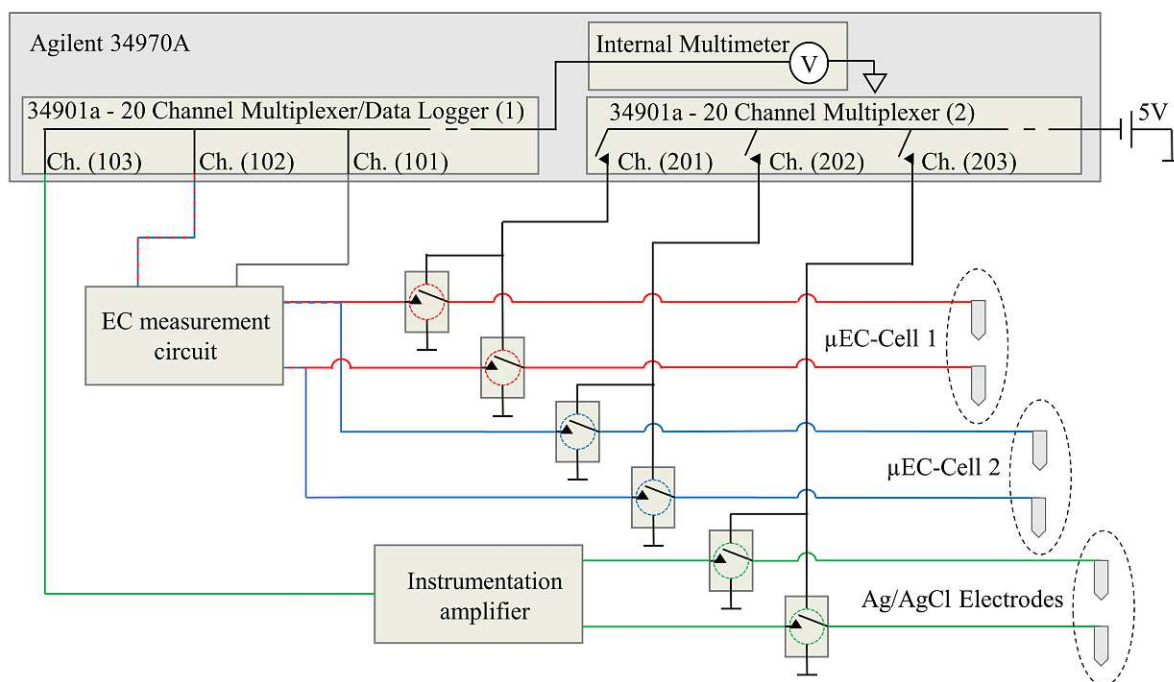 Agilent 34970A
Internal Multimeter
V
34901a - 20 Channel Multiplexer/Data Logger (1)
34901a - 20 Channel Multiplexer (2)
5V
Ch. (103)
Ch. (102)
Ch. (101)
Ch. (201)
Ch. (202)
Ch. (203)
EC measurement
circuit
µEC-Cell 1
µEC-Cell 2
Instrumentation
amplifier
Ag/AgCl Electrodes